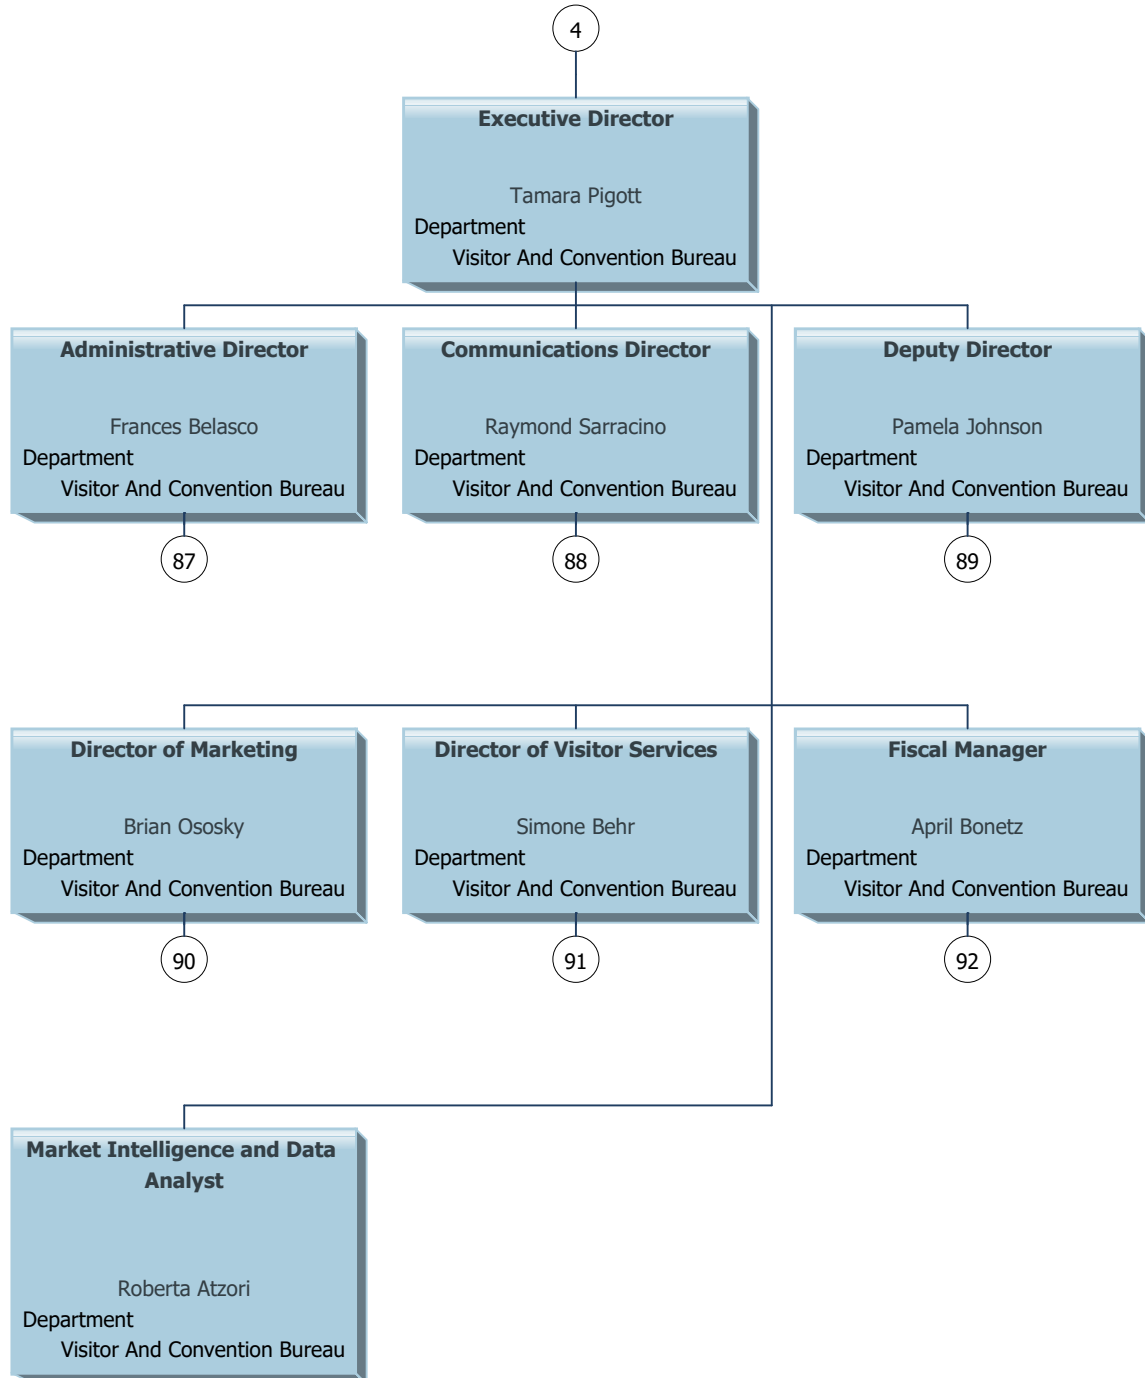 4
Executive Director
Tamara Pigott
Department
Visitor And Convention Bureau
Administrative Director
Frances Belasco
Department
Visitor And Convention Bureau
87
Communications Director
Raymond Sarracino
Department
Visitor And Convention Bureau
88
Deputy Director
Pamela Johnson
Department
Visitor And Convention Bureau
89
Director of Marketing
Brian Ososky
Department
Visitor And Convention Bureau
90
Director of Visitor Services
Simone Behr
Department
Visitor And Convention Bureau
91
Fiscal Manager
April Bonetz
Department
Visitor And Convention Bureau
92
Market Intelligence and Data
Analyst
Roberta Atzori
Department
Visitor And Convention Bureau